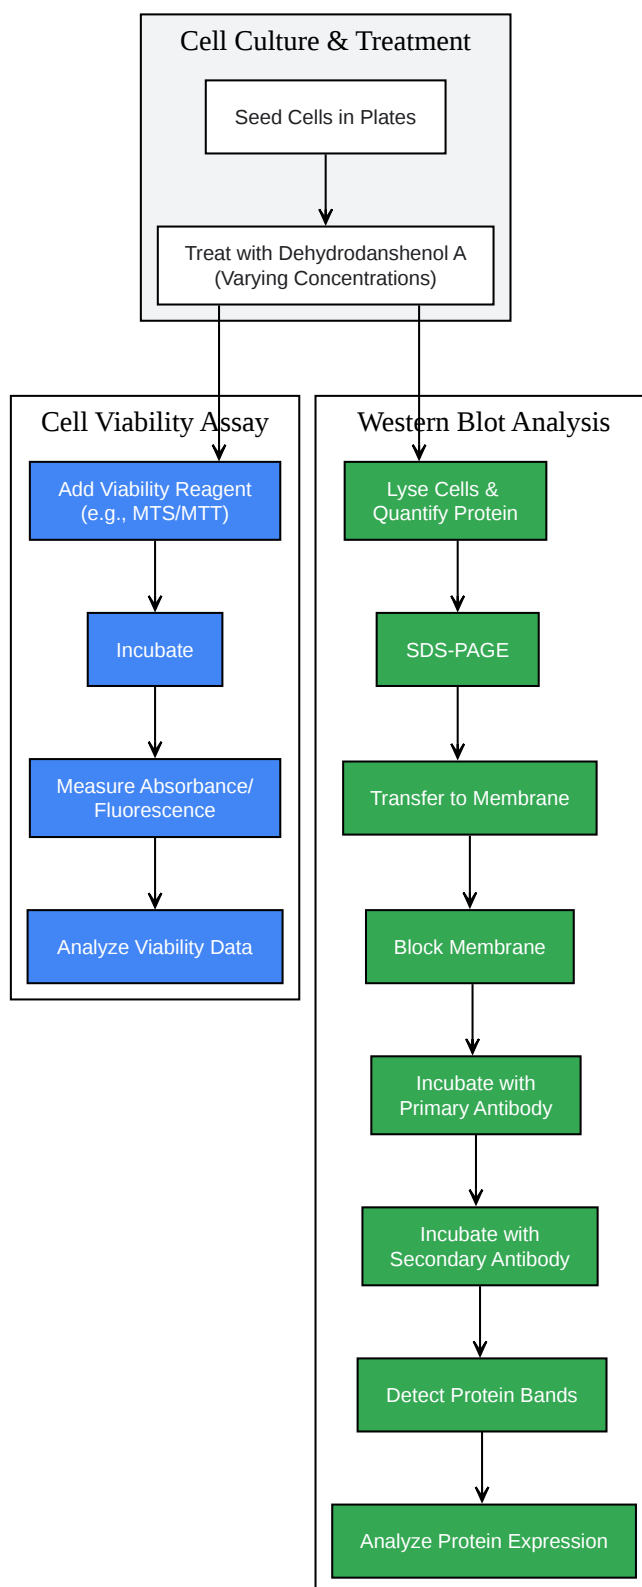 Cell Culture & Treatment
Seed Cells in Plates
Treat with Dehydrodanshenol A
(Varying Concentrations)
Cell Viability Assay
Add Viability Reagent
(e.g., MTS/MTT)
Incubate
Measure Absorbance/
Fluorescence
Analyze Viability Data
Western Blot Analysis
Lyse Cells &
Quantify Protein
SDS-PAGE
Transfer to Membrane
Block Membrane
Incubate with
Primary Antibody
Incubate with
Secondary Antibody
Detect Protein Bands
Analyze Protein Expression